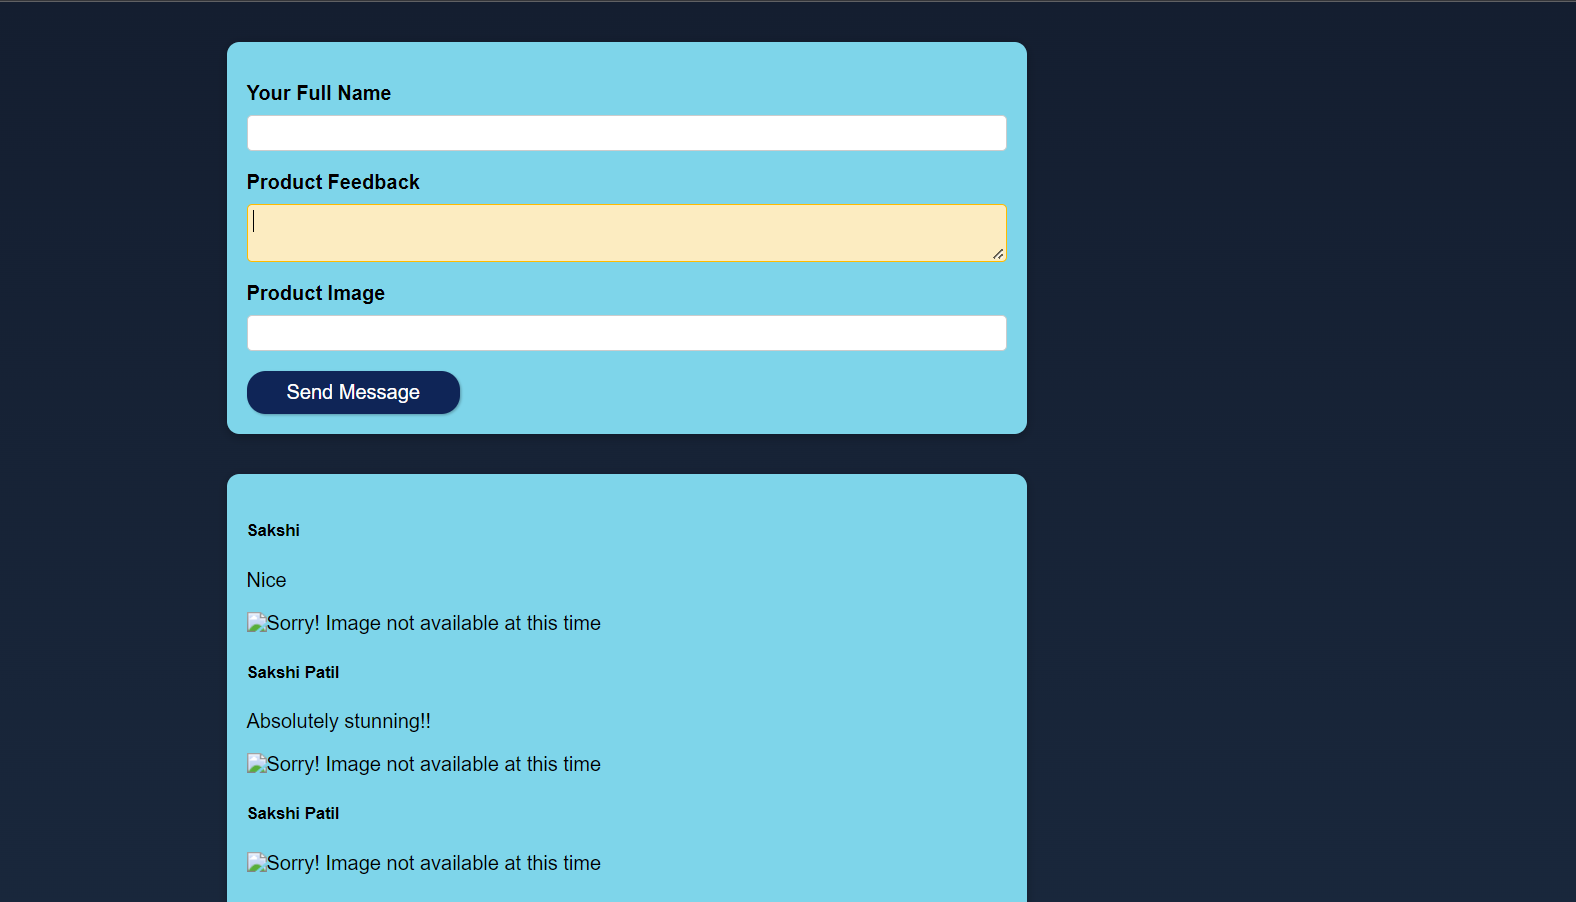 Your Full Name
Product Feedback
Product Image
Send Message
Sakshi
Nice
Sorry! Image not available at this time
Sakshi Patil
Absolutely stunning!!
Sorry! Image not available at this time
Sakshi Patil
Sorry! Image not available at this time